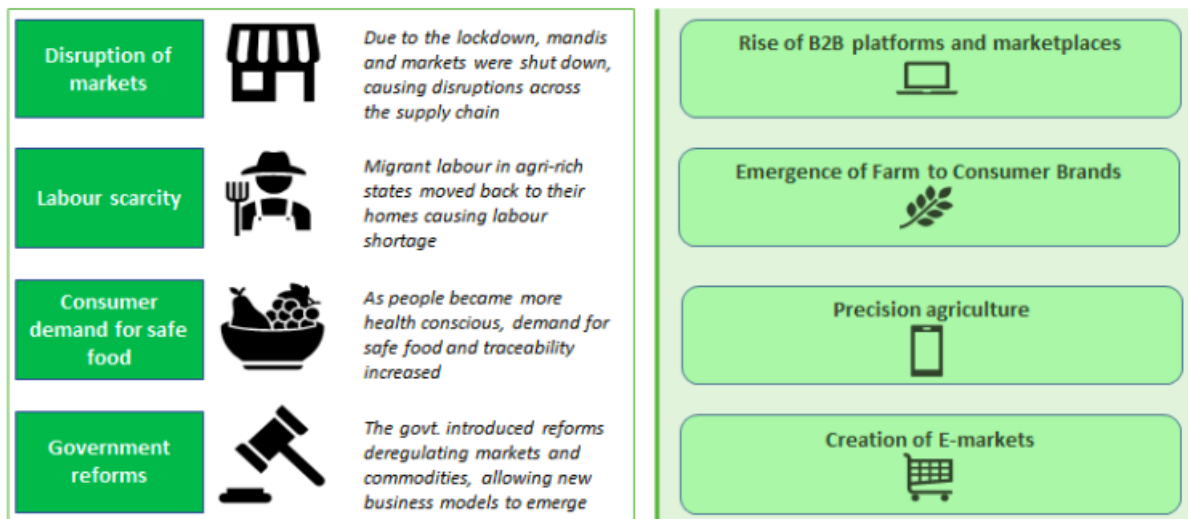 Disruption of
markets
Due to the lockdown, mandis
and markets were shut down,
causing disruptions across
the supply chain
Rise of B2B platforms and marketplaces
Labour scarcity
Migrant labour in agri-rich
states moved back to their
homes causing labour
shortage
Emergence of Farm to Consumer Brands
Consumer
demand for safe
food
As people became more
health conscious, demand for
safe food and traceability
increased
Precision agriculture
Government
reforms
The govt. introduced reforms
deregulating markets and
commodities, allowing new
business models to emerge
Creation of E-markets